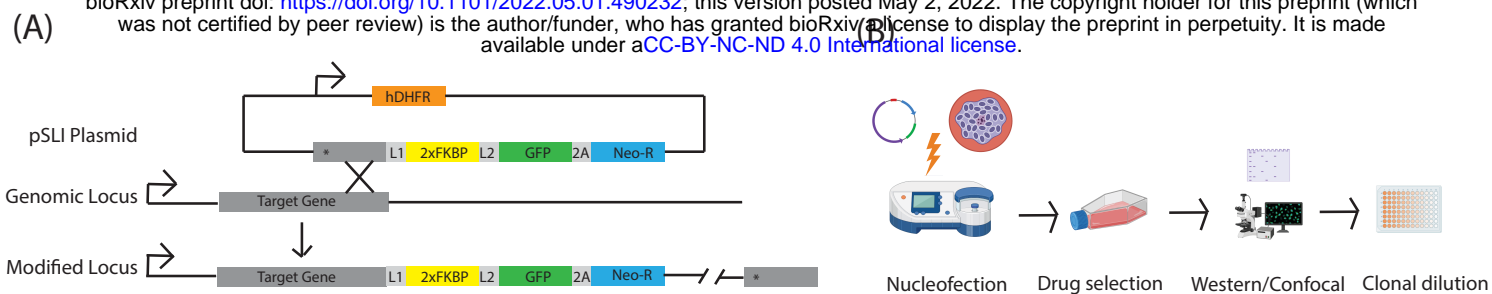 bioRxiv preprint doi: https://doi.org/10.1101/2022.05.01.490232; this version posted May 2, 2022. The copyright holder for this preprint (which
was not certified by peer review) is the author/funder, who has granted bioRxiv a license to display the preprint in perpetuity. It is made
available under aCC-BY-NC-ND 4.0 International license.
(A)
hDHFR
pSLI Plasmid
* L1 2xFKBP L2 GFP 2A Neo-R
Genomic Locus
Target Gene
Modified Locus
Target Gene L1 2xFKBP L2 GFP 2A Neo-R *
(B)
Nucleofection Drug selection Western/Confocal Clonal dilution